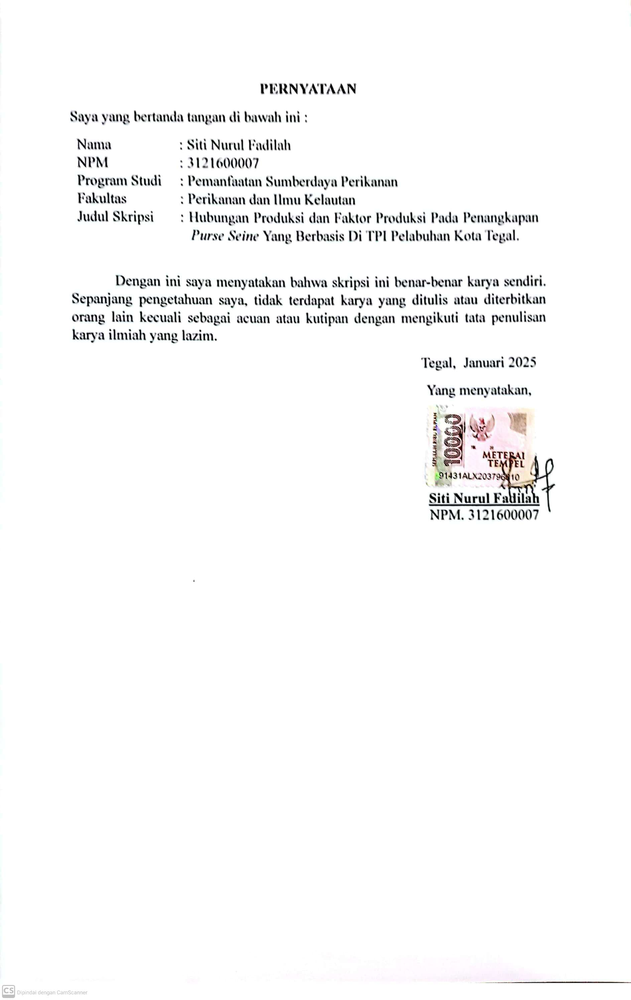 PERNYATAAN
Saya yang bertanda tangan di bawah ini :
Nama : Siti Nurul Fadilah
NPM : 3121600007
Program Studi : Pemanfaatan Sumberdaya Perikanan
Fakultas : Perikanan dan Ilmu Kelautan
Judul Skripsi : Hubungan Produksi dan Faktor Produksi Pada Penangkapan
Purse Seine Yang Berbasis Di TPI Pelabuhan Kota Tegal.
Dengan ini saya menyatakan bahwa skripsi ini benar-benar karya sendiri.
Sepanjang pengetahuan saya, tidak terdapat karya yang ditulis atau diterbitkan
orang lain kecuali sebagai acuan atau kutipan dengan mengikuti tata penulisan
karya ilmiah yang lazim.
Tegal, Januari 2025
Yang menyatakan,
SEPULUH RIBU RUPIAH
10000
METERAI
TEMPEL
Siti Nurul Fadilah
NPM. 3121600007
CS Dipindai dengan CamScanner